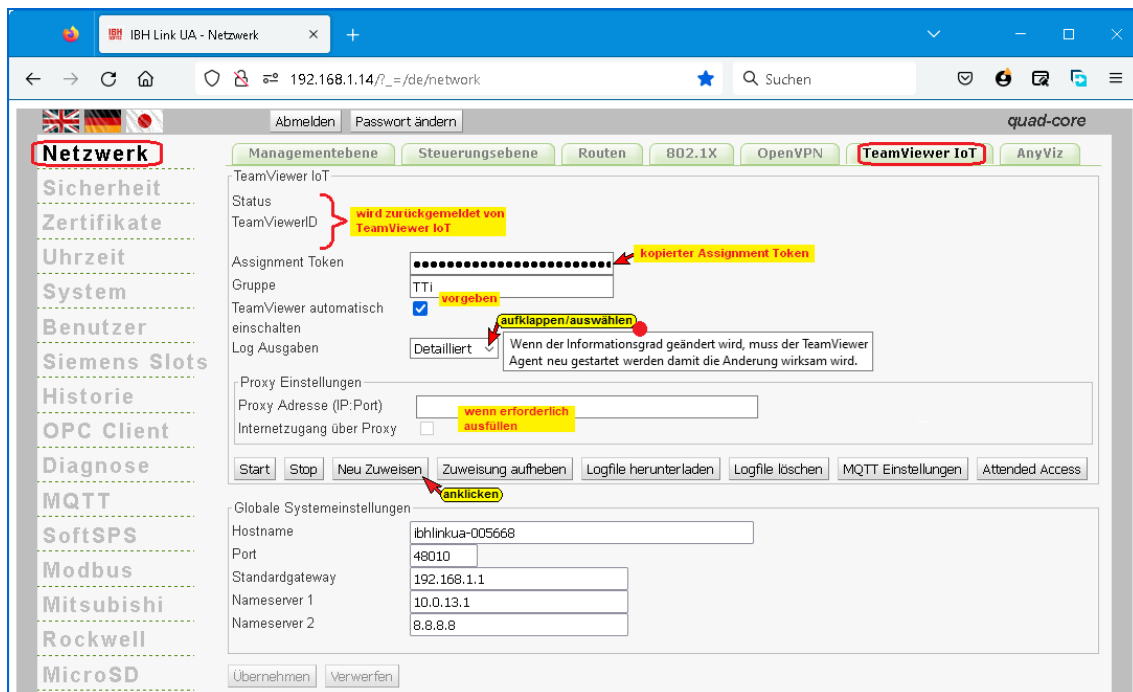 IBH Link UA - Netzwerk
192.168.1.14/?_=/de/network
Suchen
Abmelden
Passwort ändern
quad-core
Netzwerk
Sicherheit
Zertifikate
Uhrzeit
System
Benutzer
Siemens Slots
Historie
OPC Client
Diagnose
MQTT
SoftSPS
Modbus
Mitsubishi
Rockwell
MicroSD
Managementebene
Steuerungsebene
Routen
802.1X
OpenVPN
TeamViewer IoT
AnyViz
TeamViewer IoT
Status
TeamViewerID
wird zurückgemeldet von
TeamViewer IoT
Assignment Token
kopierter Assignment Token
Gruppe
TTi
vorgeben
TeamViewer automatisch
einschalten
aufklappen/auswählen
Log Ausgaben
Detailliert
Wenn der Informationsgrad geändert wird, muss der TeamViewer
Agent neu gestartet werden damit die Anderung wirksam wird.
Proxy Einstellungen
Proxy Adresse (IP:Port)
Internetzugang über Proxy
wenn erforderlich
ausfüllen
Start
Stop
Neu Zuweisen
Zuweisung aufheben
Logfile herunterladen
Logfile löschen
MQTT Einstellungen
Attended Access
anklicken
Globale Systemeinstellungen
Hostname
ibhlinkua-005668
Port
48010
Standardgateway
192.168.1.1
Nameserver 1
10.0.13.1
Nameserver 2
8.8.8.8
Übernehmen
Verwerfen